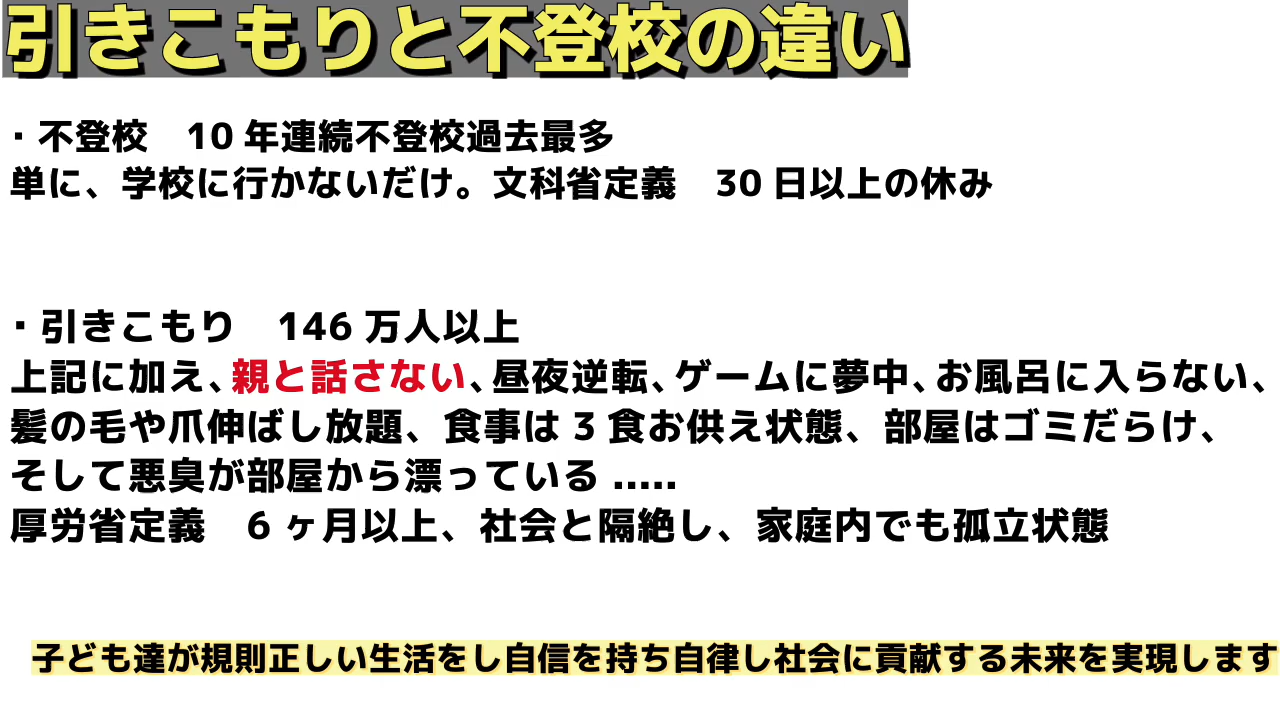 引きこもりと不登校の違い
・不登校　10年連続不登校過去最多
単に、学校に行かないだけ。文科省定義　30日以上の休み
・引きこもり　146万人以上
上記に加え、親と話さない、昼夜逆転、ゲームに夢中、お風呂に入らない、
髪の毛や爪伸ばし放題、食事は3食お供え状態、部屋はゴミだらけ、
そして悪臭が部屋から漂っている.....
厚労省定義　6ヶ月以上、社会と隔絶し、家庭内でも孤立状態
子ども達が規則正しい生活をし自信を持ち自律し社会に貢献する未来を実現します